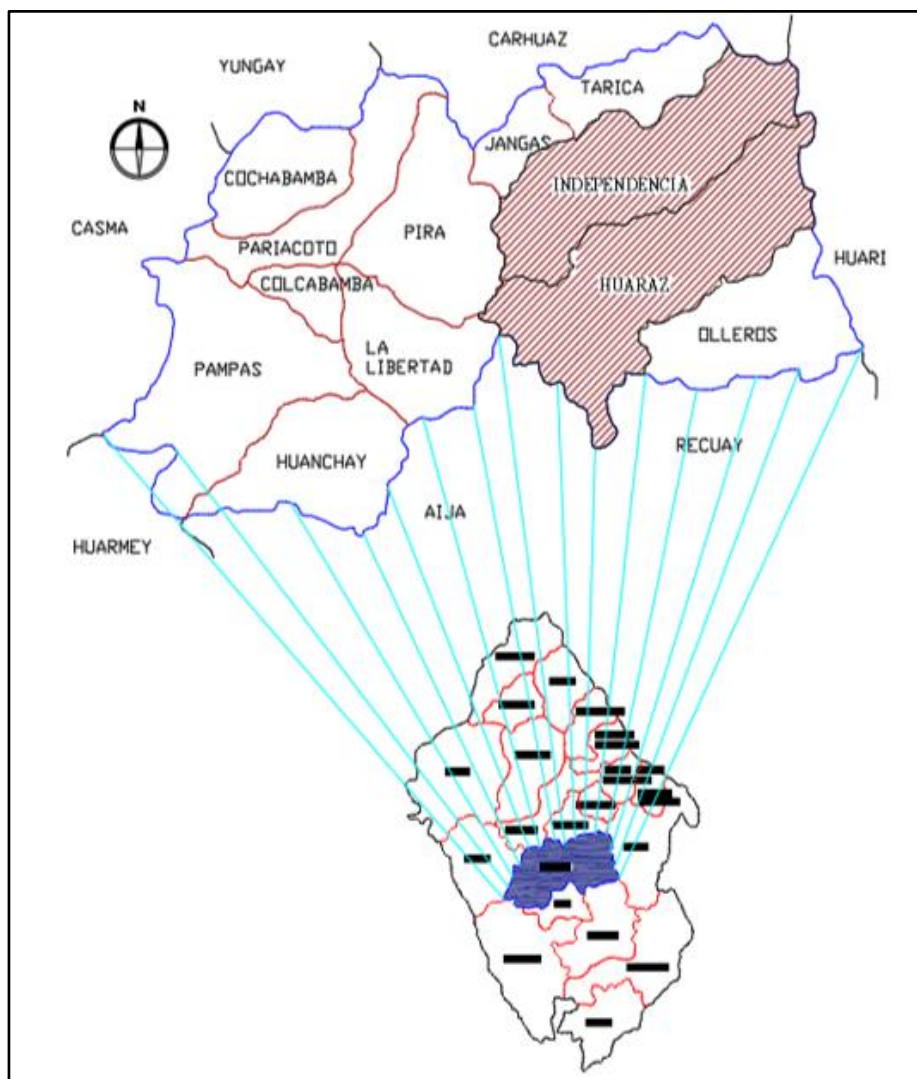 CARHUAZ
YUNGAY
TARICA
N
JANGAS
COCHABAMBA
INDEPENDENCIA
CASMA
PIRA
PARIACOTO
HUARI
COLCABAMBA
HUARAZ
OLLEROS
LA
LIBERTAD
PAMPAS
RECUAY
HUANCHAY
AIJA
HUARMEY